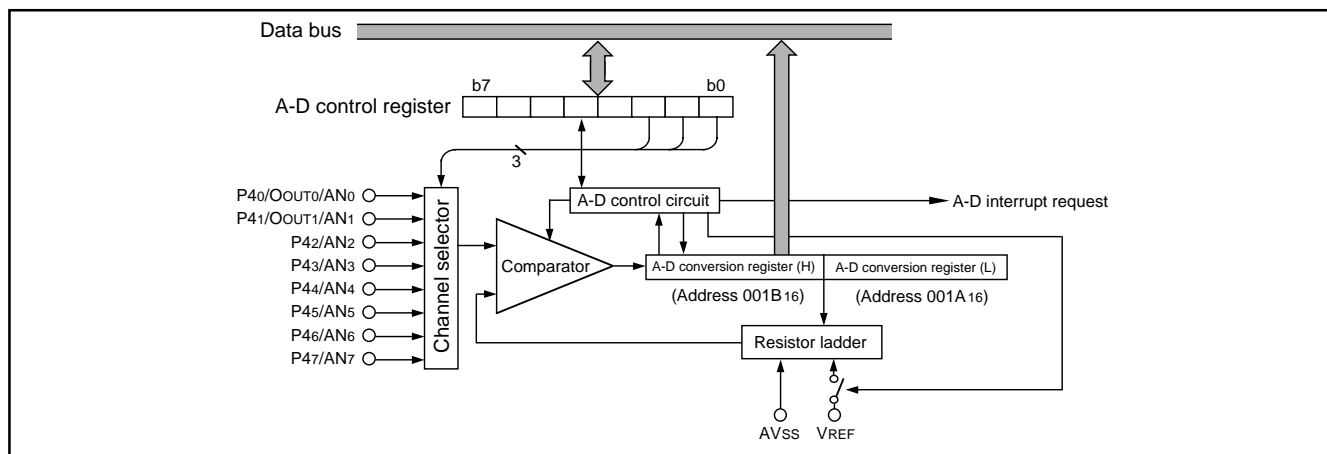 Data bus
b7 b0
A-D control register
3
P40/OOUT0/AN0
A-D control circuit
A-D interrupt request
P41/OOUT1/AN1
P42/AN2
P43/AN3
P44/AN4
P45/AN5
P46/AN6
P47/AN7
Channel selector
Comparator
A-D conversion register (H) A-D conversion register (L)
(Address 001B16) (Address 001A16)
Resistor ladder
AVSS VREF